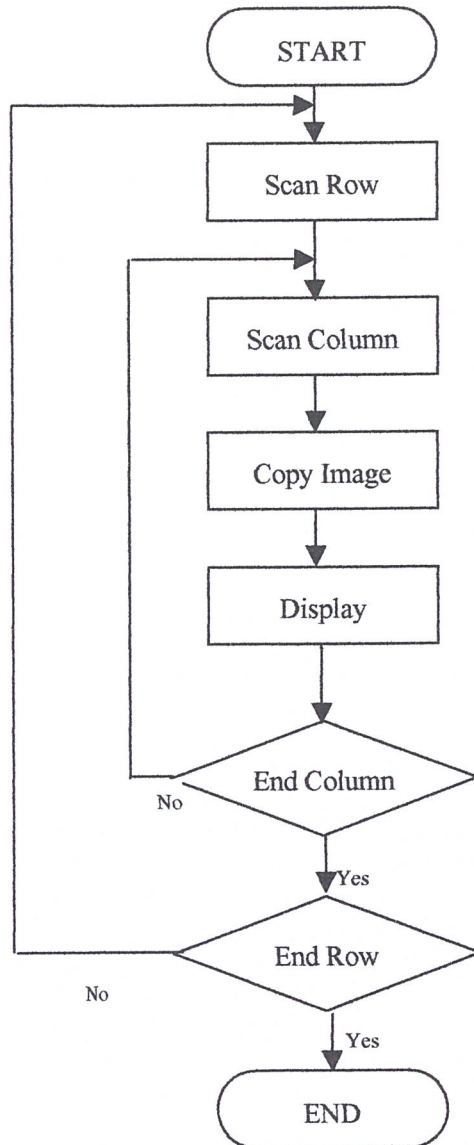 START
Scan Row
Scan Column
Copy Image
Display
End Column
No
Yes
End Row
No
Yes
END